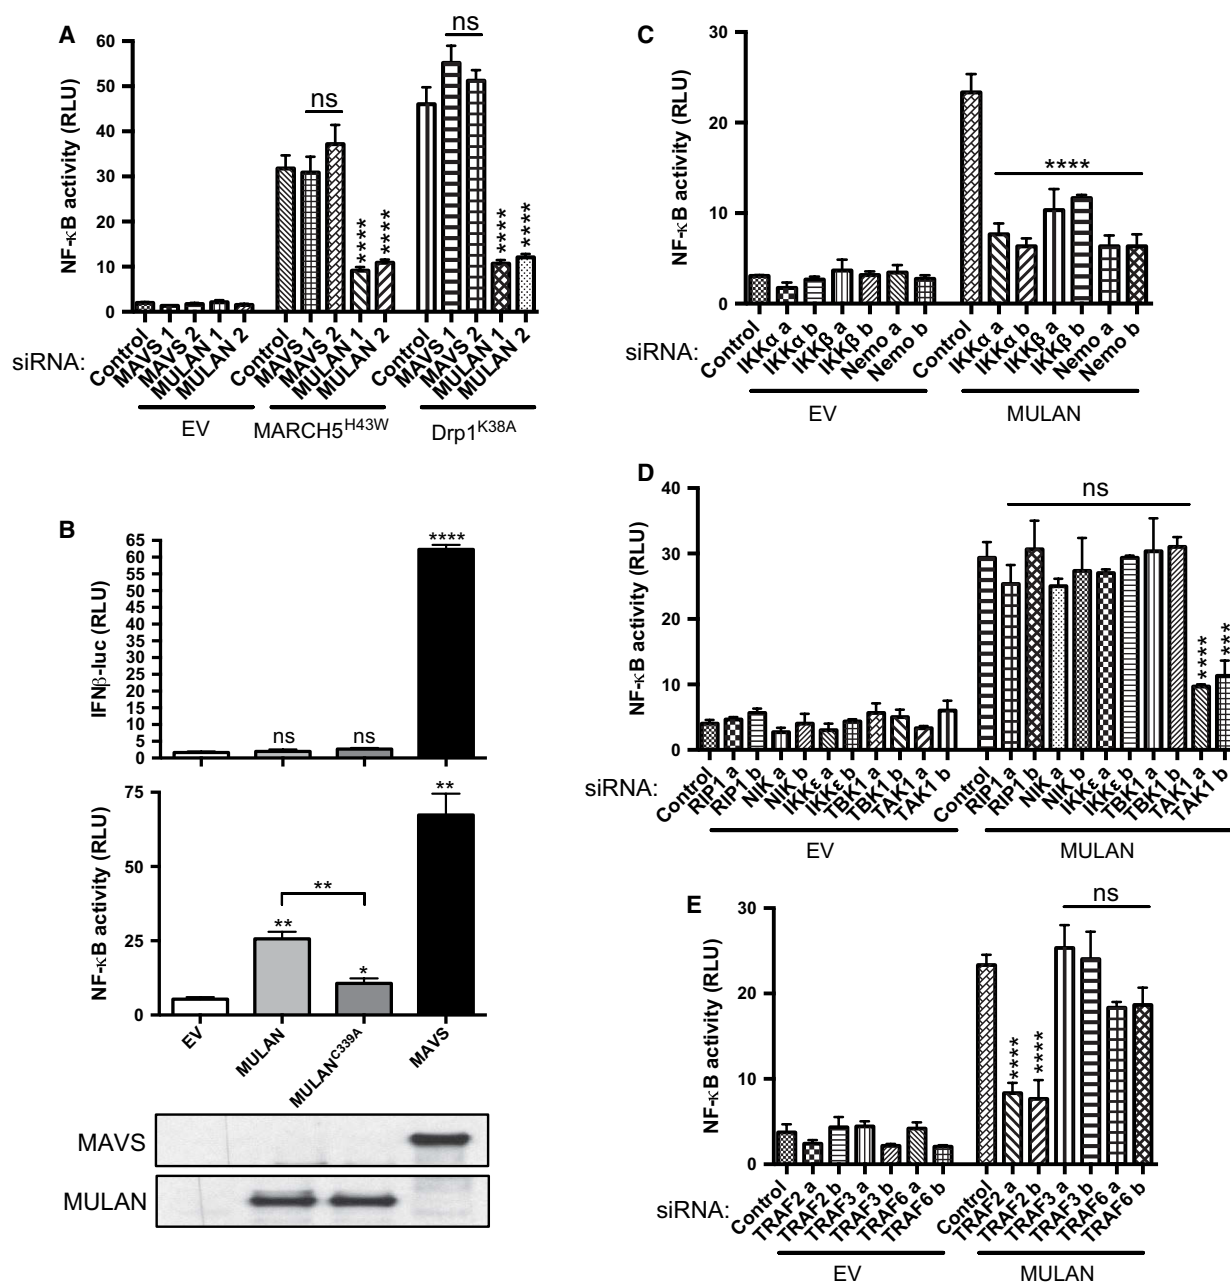 A
NF-κB activity (RLU)
60
50
40
30
20
10
0
ns
ns
****
****
****
****
siRNA:
Control
MAVS 1
MAVS 2
MULAN 1
MULAN 2
Control
MAVS 1
MAVS 2
MULAN 1
MULAN 2
Control
MAVS 1
MAVS 2
MULAN 1
MULAN 2
EV
MARCH5H43W
Drp1K38A
B
IFNβ-luc (RLU)
65
60
55
50
45
40
35
30
25
20
15
10
5
0
ns
ns
****
NF-κB activity (RLU)
75
50
25
0
**
**
*
**
EV
MULAN
MULANC339A
MAVS
MAVS
MULAN
C
NF-κB activity (RLU)
30
20
10
0
****
siRNA:
Control
IKKα a
IKKα b
IKKβ a
IKKβ b
Nemo a
Nemo b
Control
IKKα a
IKKα b
IKKβ a
IKKβ b
Nemo a
Nemo b
EV
MULAN
D
NF-κB activity (RLU)
40
30
20
10
0
ns
****
***
siRNA:
Control
RIP1 a
RIP1 b
NIK a
NIK b
IKKε a
IKKε b
TBK1 a
TBK1 b
TAK1 a
TAK1 b
Control
RIP1 a
RIP1 b
NIK a
NIK b
IKKε a
IKKε b
TBK1 a
TBK1 b
TAK1 a
TAK1 b
EV
MULAN
E
NF-κB activity (RLU)
30
20
10
0
****
****
ns
siRNA:
Control
TRAF2 a
TRAF2 b
TRAF3 a
TRAF3 b
TRAF6 a
TRAF6 b
Control
TRAF2 a
TRAF2 b
TRAF3 a
TRAF3 b
TRAF6 a
TRAF6 b
EV
MULAN